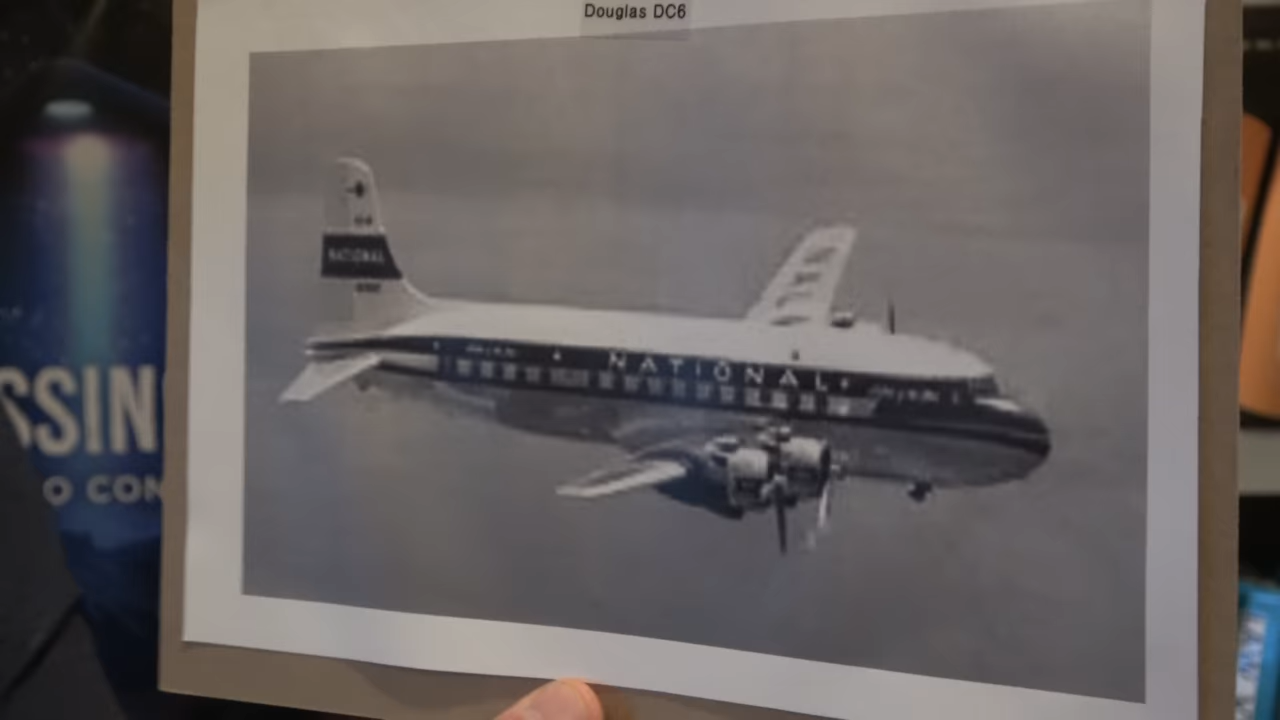 Douglas DC6
NATIONAL
NATIONAL
SSIN
O CON